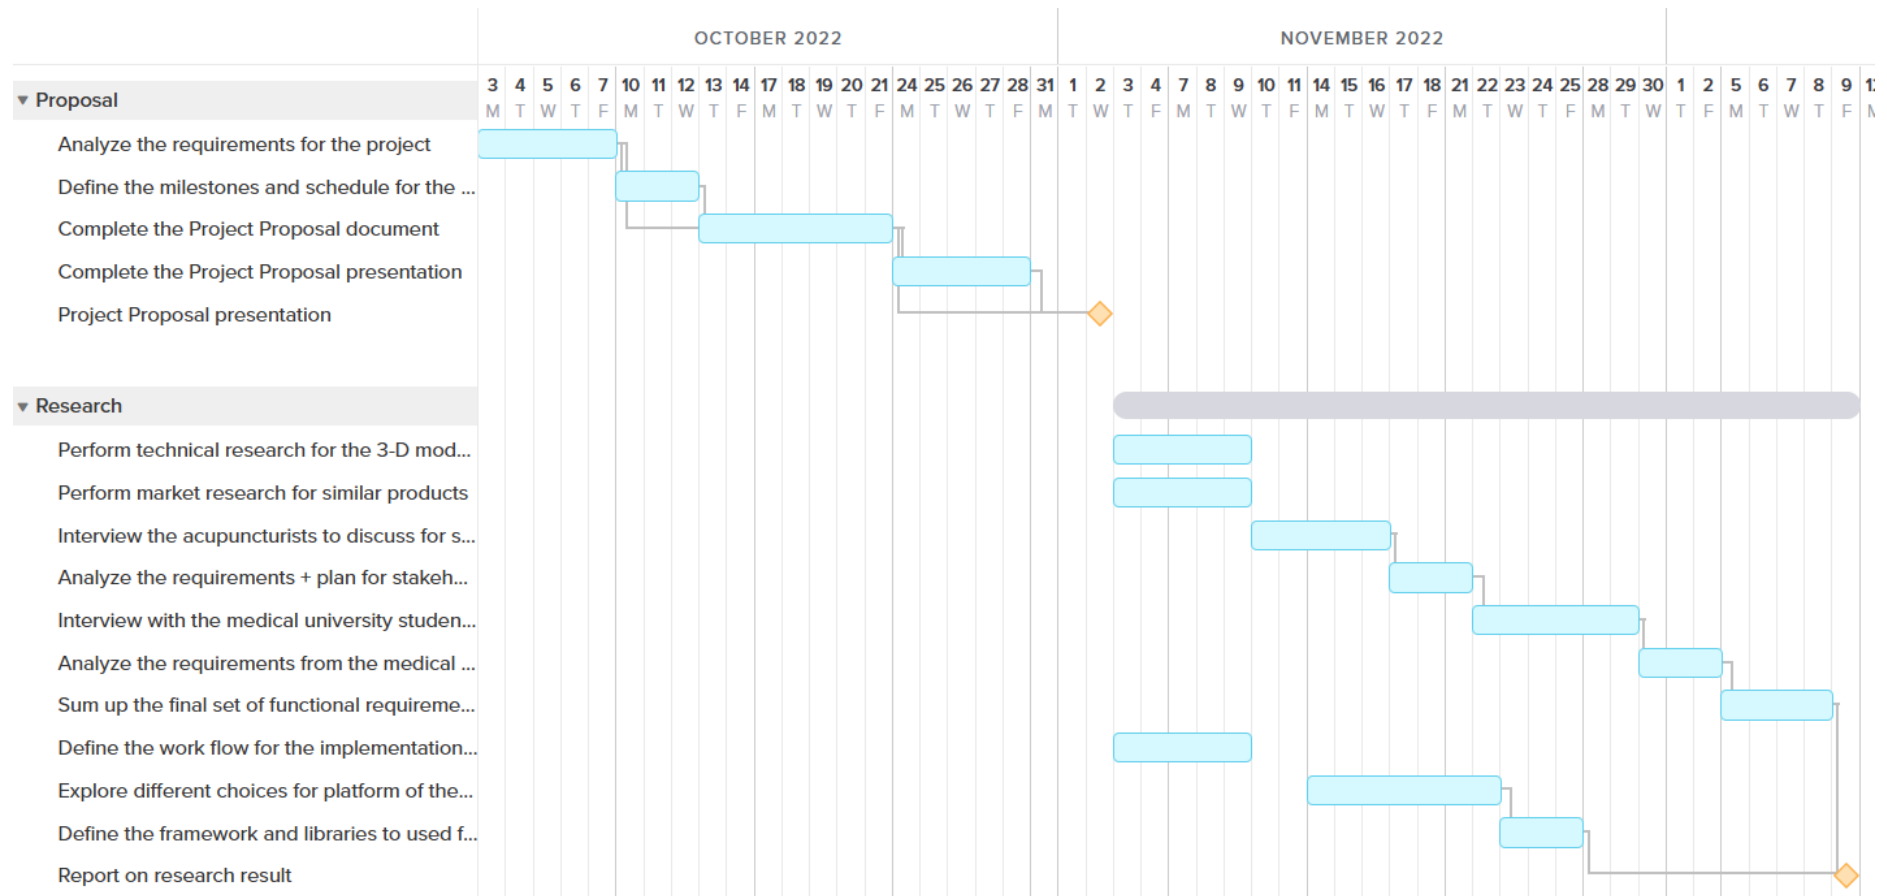 OCTOBER 2022 NOVEMBER 2022
3 4 5 6 7 10 11 12 13 14 17 18 19 20 21 24 25 26 27 28 31 1 2 3 4 7 8 9 10 11 14 15 16 17 18 21 22 23 24 25 28 29 30 1 2 5 6 7 8 9
M T W T F M T W T F M T W T F M T W T F M T W T F M T W T F M T W T F M T W T F M T W T F M T W T F
Proposal
Analyze the requirements for the project
Define the milestones and schedule for the ...
Complete the Project Proposal document
Complete the Project Proposal presentation
Project Proposal presentation
Research
Perform technical research for the 3-D mod...
Perform market research for similar products
Interview the acupuncturists to discuss for s...
Analyze the requirements + plan for stakeh...
Interview with the medical university studen...
Analyze the requirements from the medical ...
Sum up the final set of functional requireme...
Define the work flow for the implementation...
Explore different choices for platform of the...
Define the framework and libraries to used f...
Report on research result